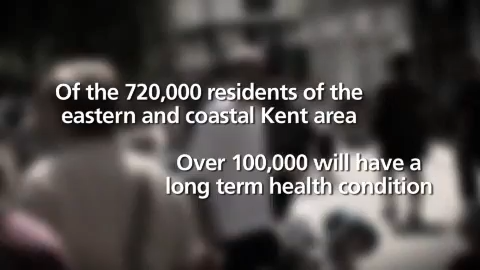 Of the 720,000 residents of the
eastern and coastal Kent area
Over 100,000 will have a
long term health condition